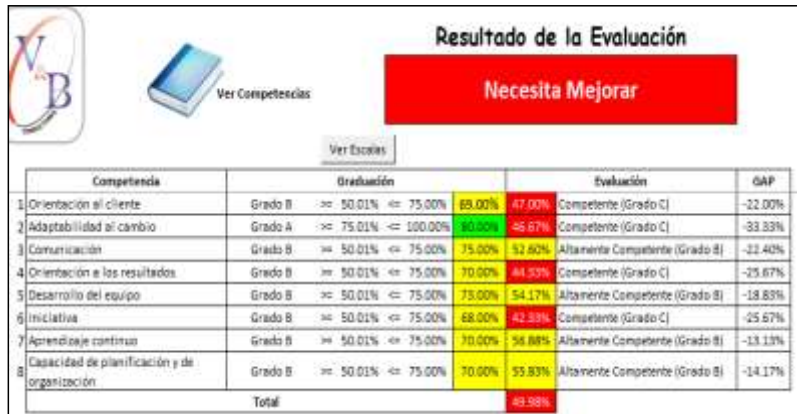 V&B
Ver Competencias
Resultado de la Evaluación
Necesita Mejorar
Ver Escalas
Competencia Graduación Evaluación GAP
1 Orientación al cliente Grado B >= 50.01% <= 75.00% 69.00% 47.00% Competente (Grado C) -22.00%
2 Adaptabilidad al cambio Grado A >= 75.01% <= 100.00% 80.00% 46.67% Competente (Grado C) -33.33%
3 Comunicación Grado B >= 50.01% <= 75.00% 75.00% 52.60% Altamente Competente (Grado B) -22.40%
4 Orientación a los resultados Grado B >= 50.01% <= 75.00% 70.00% 44.33% Competente (Grado C) -25.67%
5 Desarrollo del equipo Grado B >= 50.01% <= 75.00% 73.00% 54.17% Altamente Competente (Grado B) -18.83%
6 Iniciativa Grado B >= 50.01% <= 75.00% 68.00% 42.33% Competente (Grado C) -25.67%
7 Aprendizaje continuo Grado B >= 50.01% <= 75.00% 70.00% 56.88% Altamente Competente (Grado B) -13.13%
8 Capacidad de planificación y de
organización Grado B >= 50.01% <= 75.00% 70.00% 55.83% Altamente Competente (Grado B) -14.17%
Total 49.98%